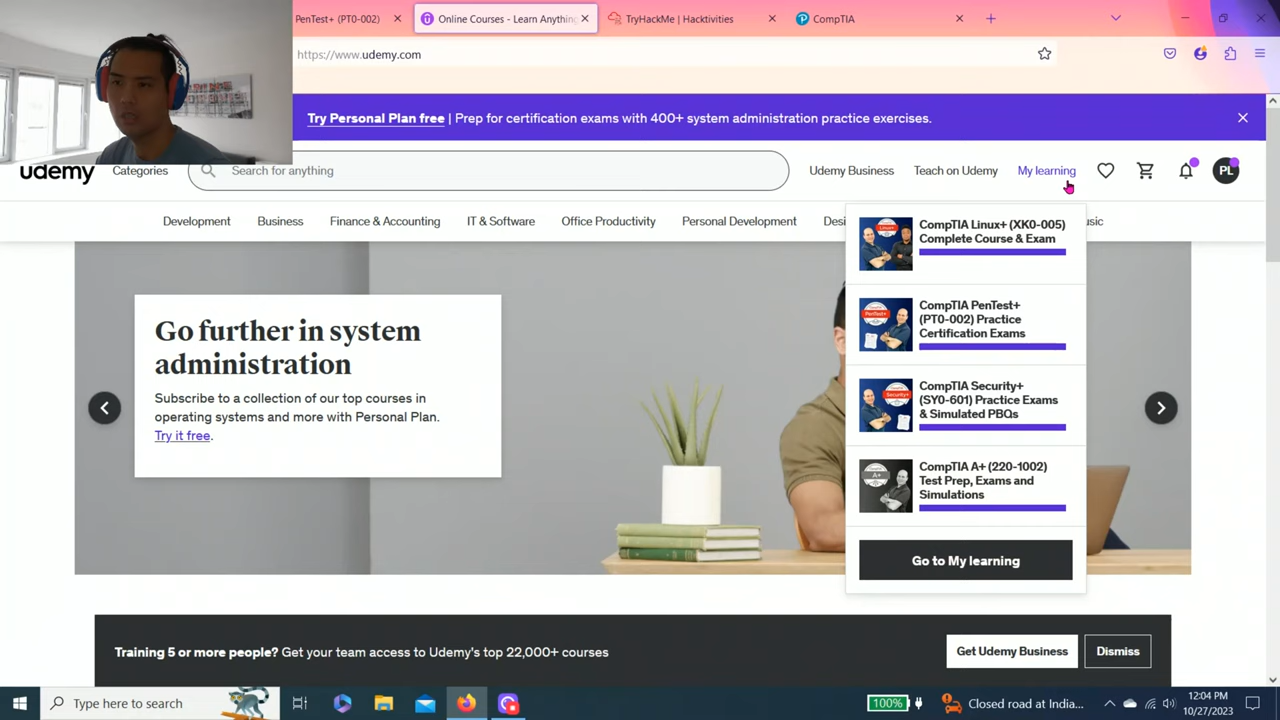 PenTest+ (PT0-002)
Online Courses - Learn Anything
TryHackMe | Hacktivities
CompTIA
https://www.udemy.com
Try Personal Plan free | Prep for certification exams with 400+ system administration practice exercises.
udemy
Categories
Search for anything
Udemy Business
Teach on Udemy
My learning
PL
Development
Business
Finance & Accounting
IT & Software
Office Productivity
Personal Development
CompTIA Linux+ (XK0-005)
Complete Course & Exam
CompTIA PenTest+
(PT0-002) Practice
Certification Exams
CompTIA Security+
(SY0-601) Practice Exams
& Simulated PBQs
CompTIA A+ (220-1002)
Test Prep, Exams and
Simulations
Go to My learning
Go further in system
administration
Subscribe to a collection of our top courses in
operating systems and more with Personal Plan.
Try it free.
Training 5 or more people? Get your team access to Udemy's top 22,000+ courses
Get Udemy Business
Dismiss
Type here to search
100%
Closed road at India...
12:04 PM
10/27/2023